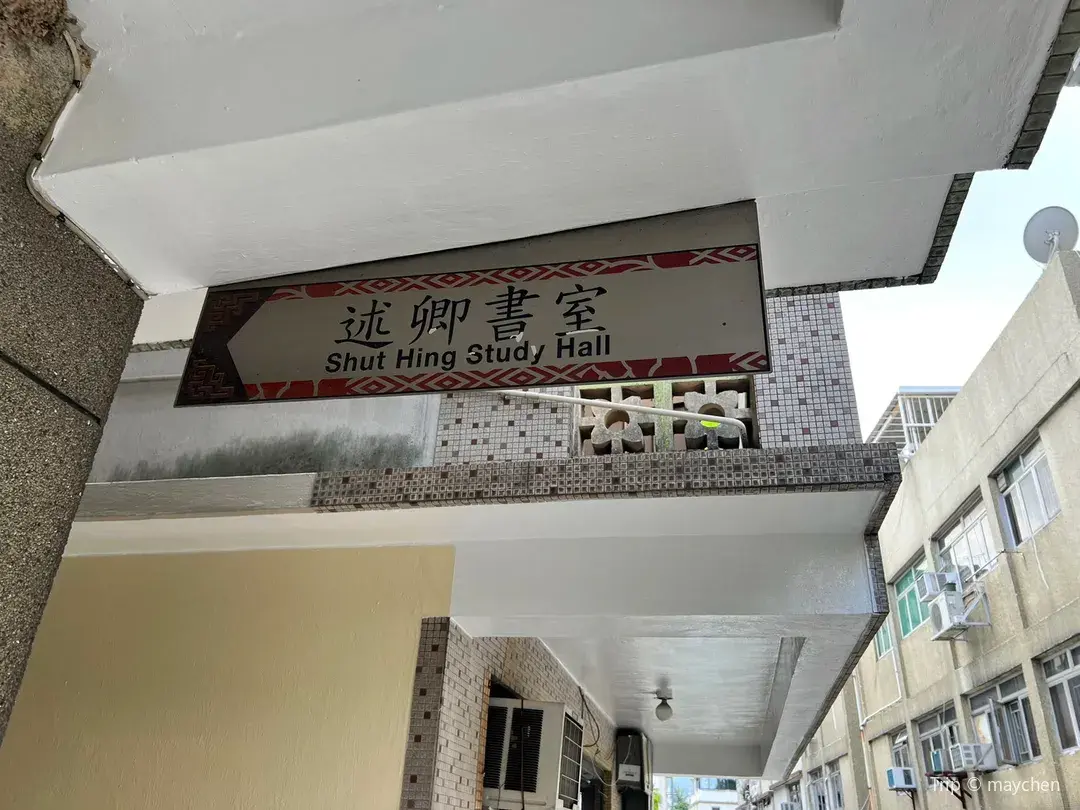 述卿書室
Shut Hing Study Hall
Trip © maychen